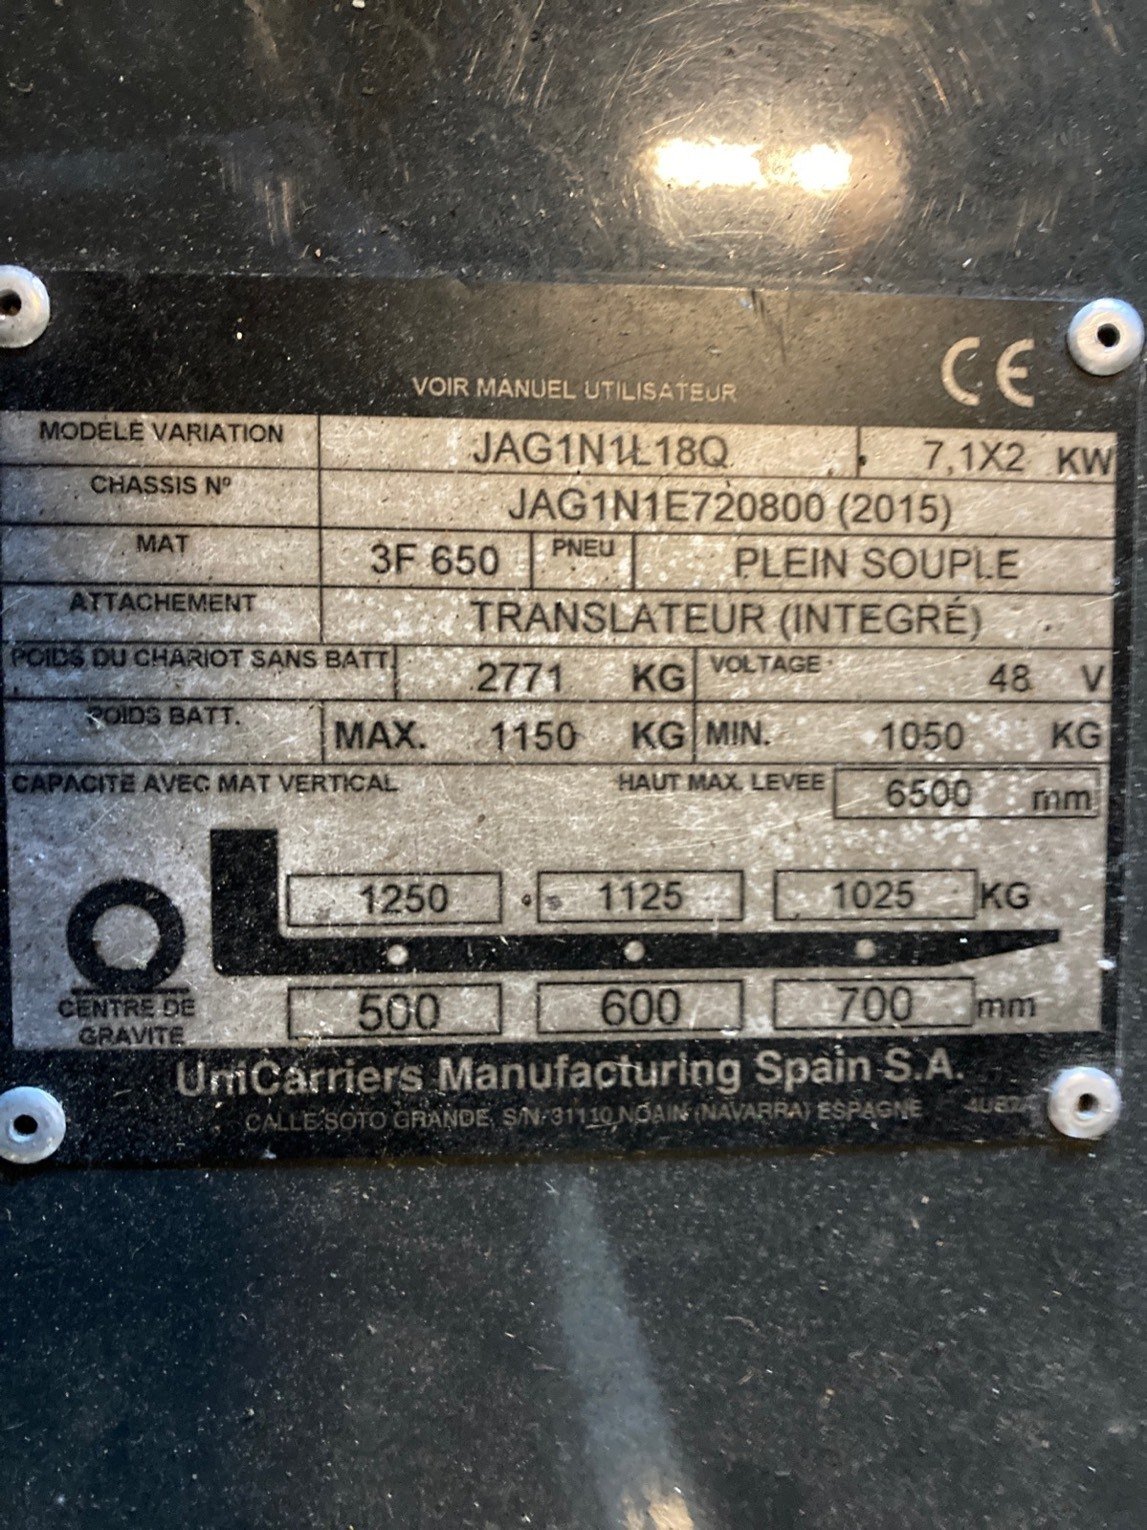 CE
VOIR MANUEL UTILISATEUR
MODELE VARIATION JAG1N1L18Q 7,1X2 KW
CHASSIS Nº JAG1N1E720800 (2015)
MAT 3F 650 PNEU PLEIN SOUPLE
ATTACHEMENT TRANSLATEUR (INTEGRÉ)
POIDS DU CHARIOT SANS BATT. 2771 KG VOLTAGE 48 V
POIDS BATT. MAX. 1150 KG MIN. 1050 KG
CAPACITE AVEC MAT VERTICAL HAUT MAX. LEVEE 6500 mm
1250 1125 1025 KG
CENTRE DE GRAVITE 500 600 700 mm
UniCarriers Manufacturing Spain S.A.
CALLE SOTO GRANDE, S/N 31110 NOAIN (NAVARRA) ESPAGNE